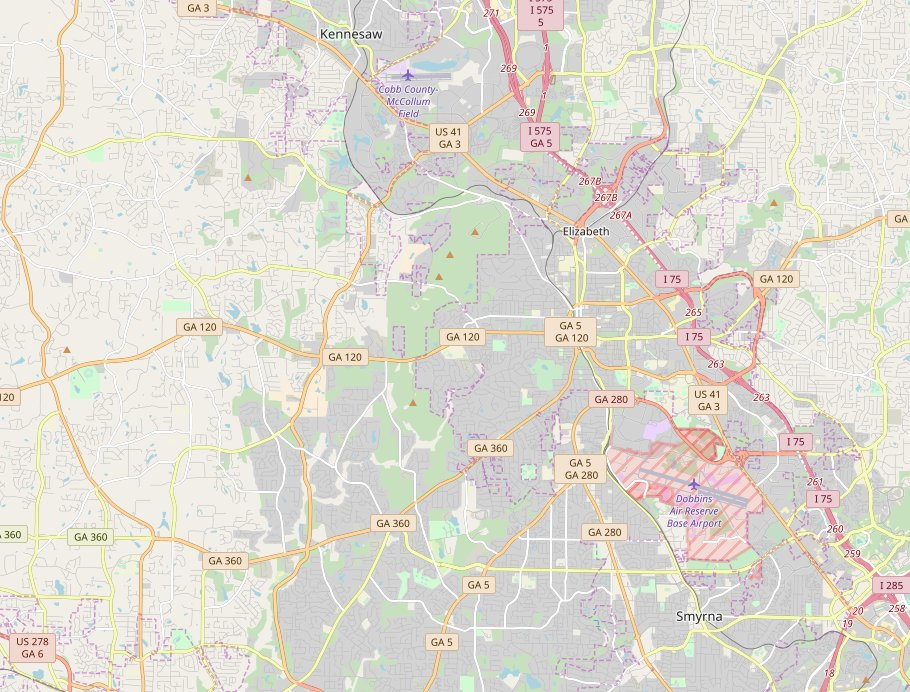 GA 3
Kennesaw
271
I 575
I 575
5
269
1
Cobb County-
McCollum
Field
269
1
US 41
GA 3
I 575
GA 5
267B
267B
267A
GA
Elizabeth
I 75
GA 120
265
GA 120
GA 120
GA 120
GA 5
GA 120
I 75
263
120
GA 280
US 41
GA 3
263
GA 360
I 75
GA 5
GA 280
261
I 75
Dobbins
Air Reserve
Base Airport
GA 360
GA 280
260
360
GA 360
259
GA 360
GA 5
I 285
258
20
Smyrna
19
US 278
GA 6
GA 5
18